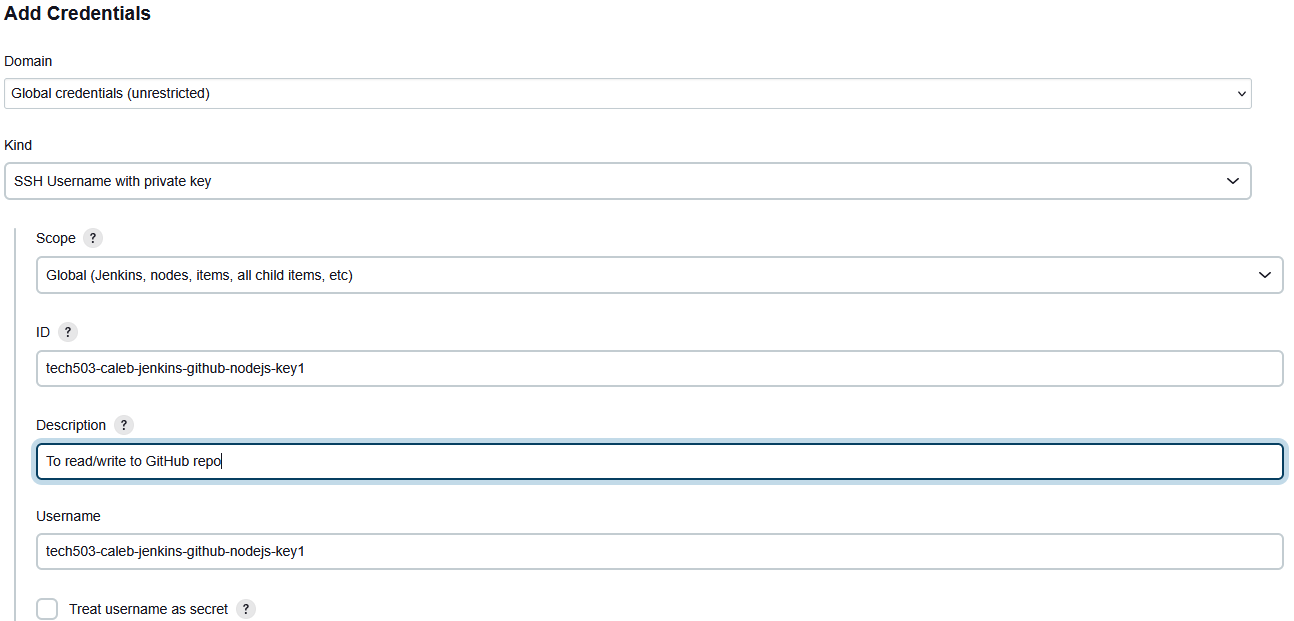 Add Credentials
Domain
Global credentials (unrestricted)
Kind
SSH Username with private key
Scope ?
Global (Jenkins, nodes, items, all child items, etc)
ID ?
tech503-caleb-jenkins-github-nodejs-key1
Description ?
To read/write to GitHub repo
Username
tech503-caleb-jenkins-github-nodejs-key1
Treat username as secret ?